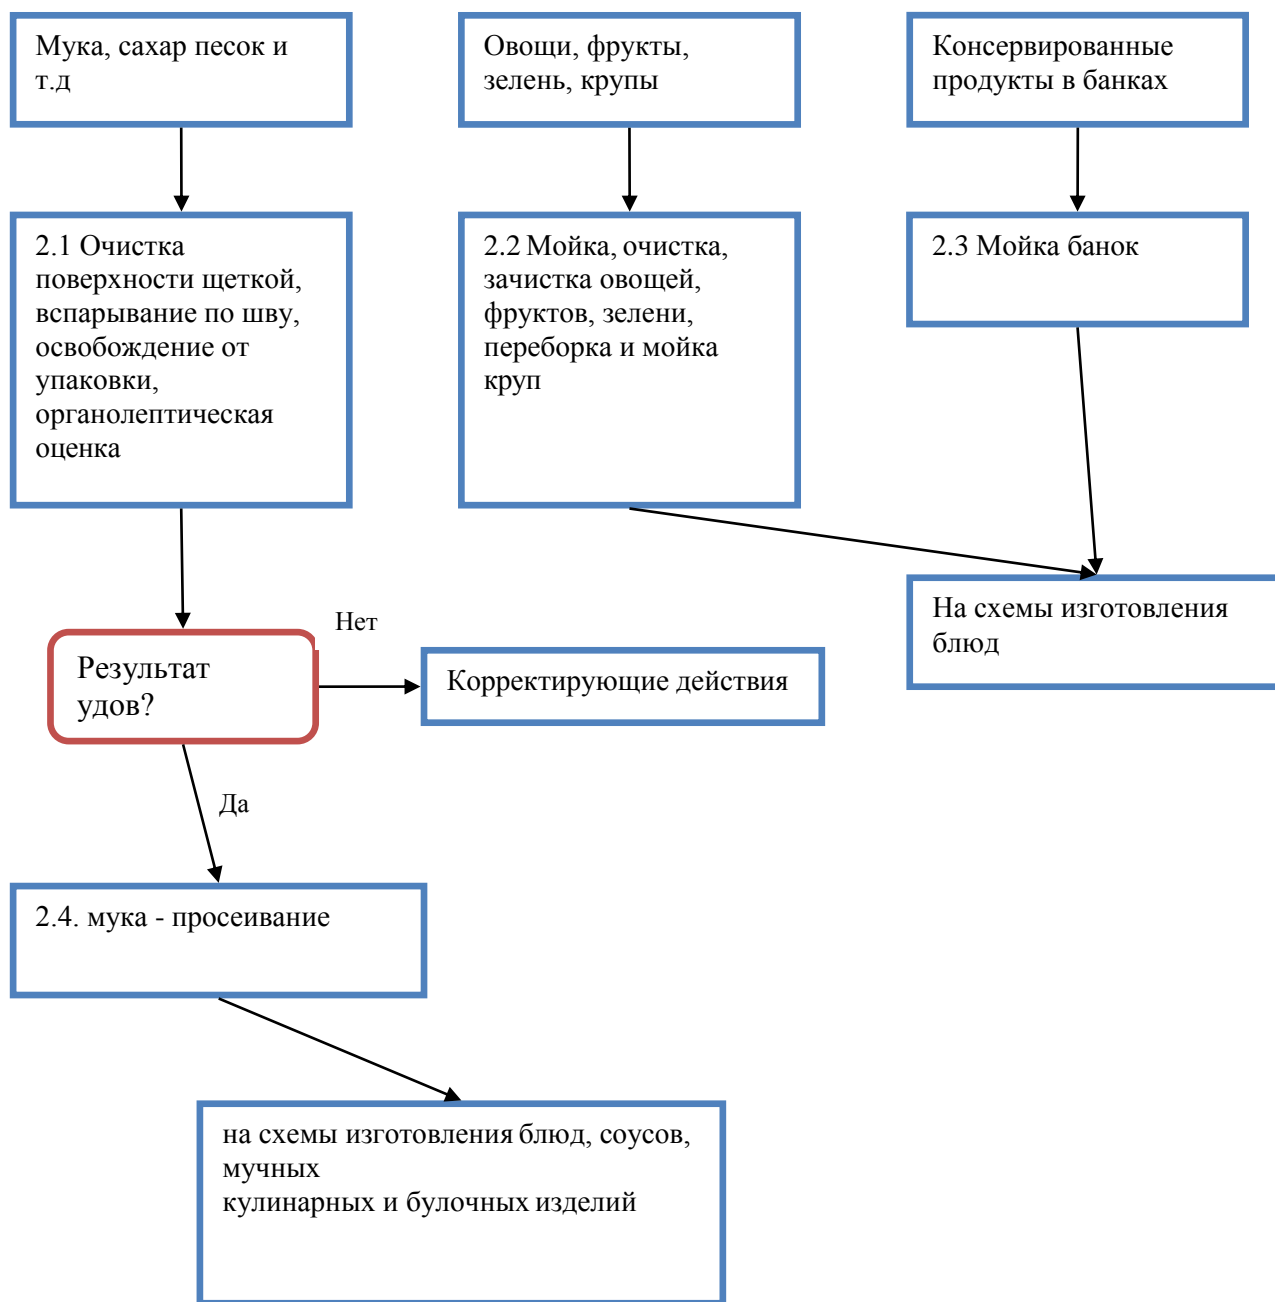 Мука, сахар песок и
т.д
Овощи, фрукты,
зелень, крупы
Консервированные
продукты в банках
2.1 Очистка
поверхности щеткой,
вспарывание по шву,
освобождение от
упаковки,
органолептическая
оценка
2.2 Мойка, очистка,
зачистка овощей,
фруктов, зелени,
переборка и мойка
круп
2.3 Мойка банок
На схемы изготовления
блюд
Нет
Результат
удов?
Корректирующие действия
Да
2.4. мука - просеивание
на схемы изготовления блюд, соусов,
мучных
кулинарных и булочных изделий